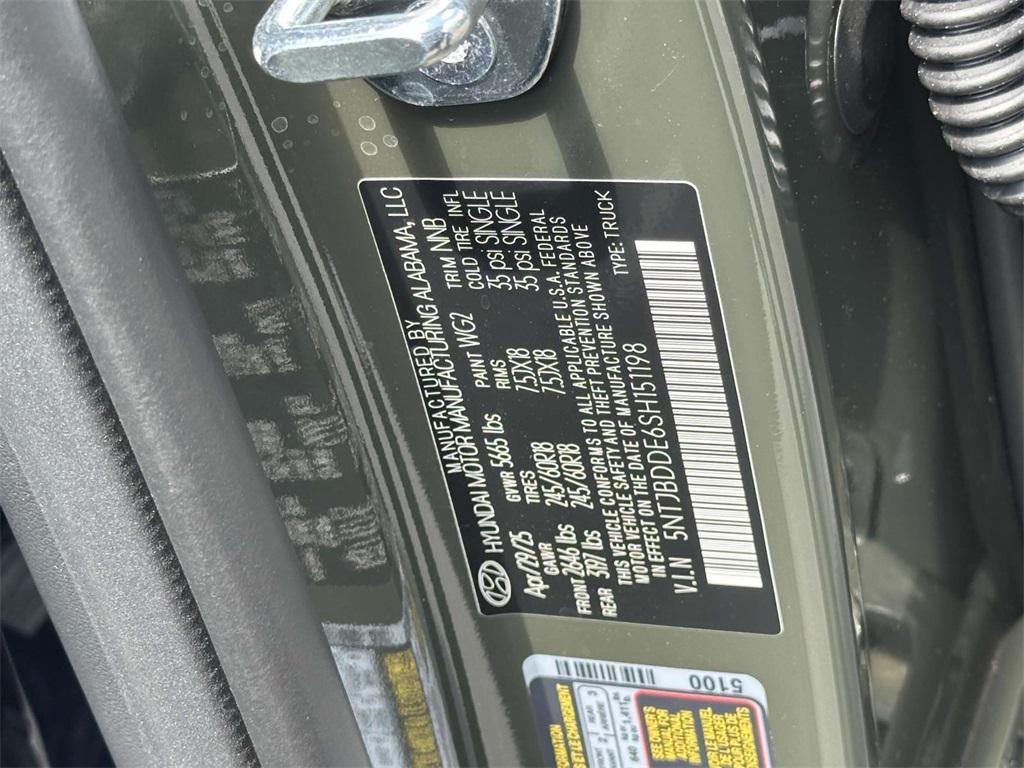 MANUFACTURED BY
HYUNDAI MOTOR MANUFACTURING ALABAMA, LLC
Apr/09/25 GVWR 5665 lbs PAINT WG2 TRIM NNB
GAWR TIRES RIMS COLD TIRE INFL
FRONT 2646 lbs 245/60R18 7.5JX18 35 psi SINGLE
REAR 3197 lbs 245/60R18 7.5JX18 35 psi SINGLE
THIS VEHICLE CONFORMS TO ALL APPLICABLE U.S.A. FEDERAL
MOTOR VEHICLE SAFETY AND THEFT PREVENTION STANDARDS
IN EFFECT ON THE DATE OF MANUFACTURE SHOWN ABOVE
V.I.N 5NTJBDDE6SH151198 TYPE: TRUCK
5100